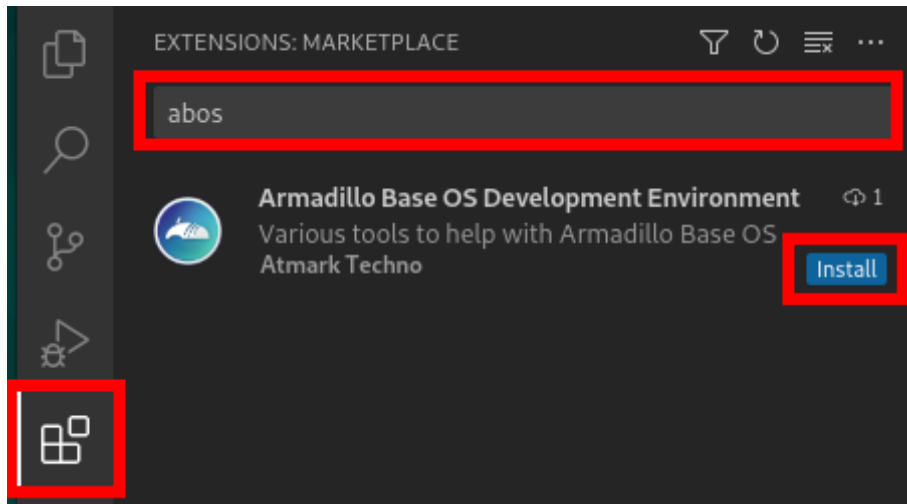 EXTENSIONS: MARKETPLACE
abos
Armadillo Base OS Development Environment 1
Various tools to help with Armadillo Base OS
Atmark Techno
Install